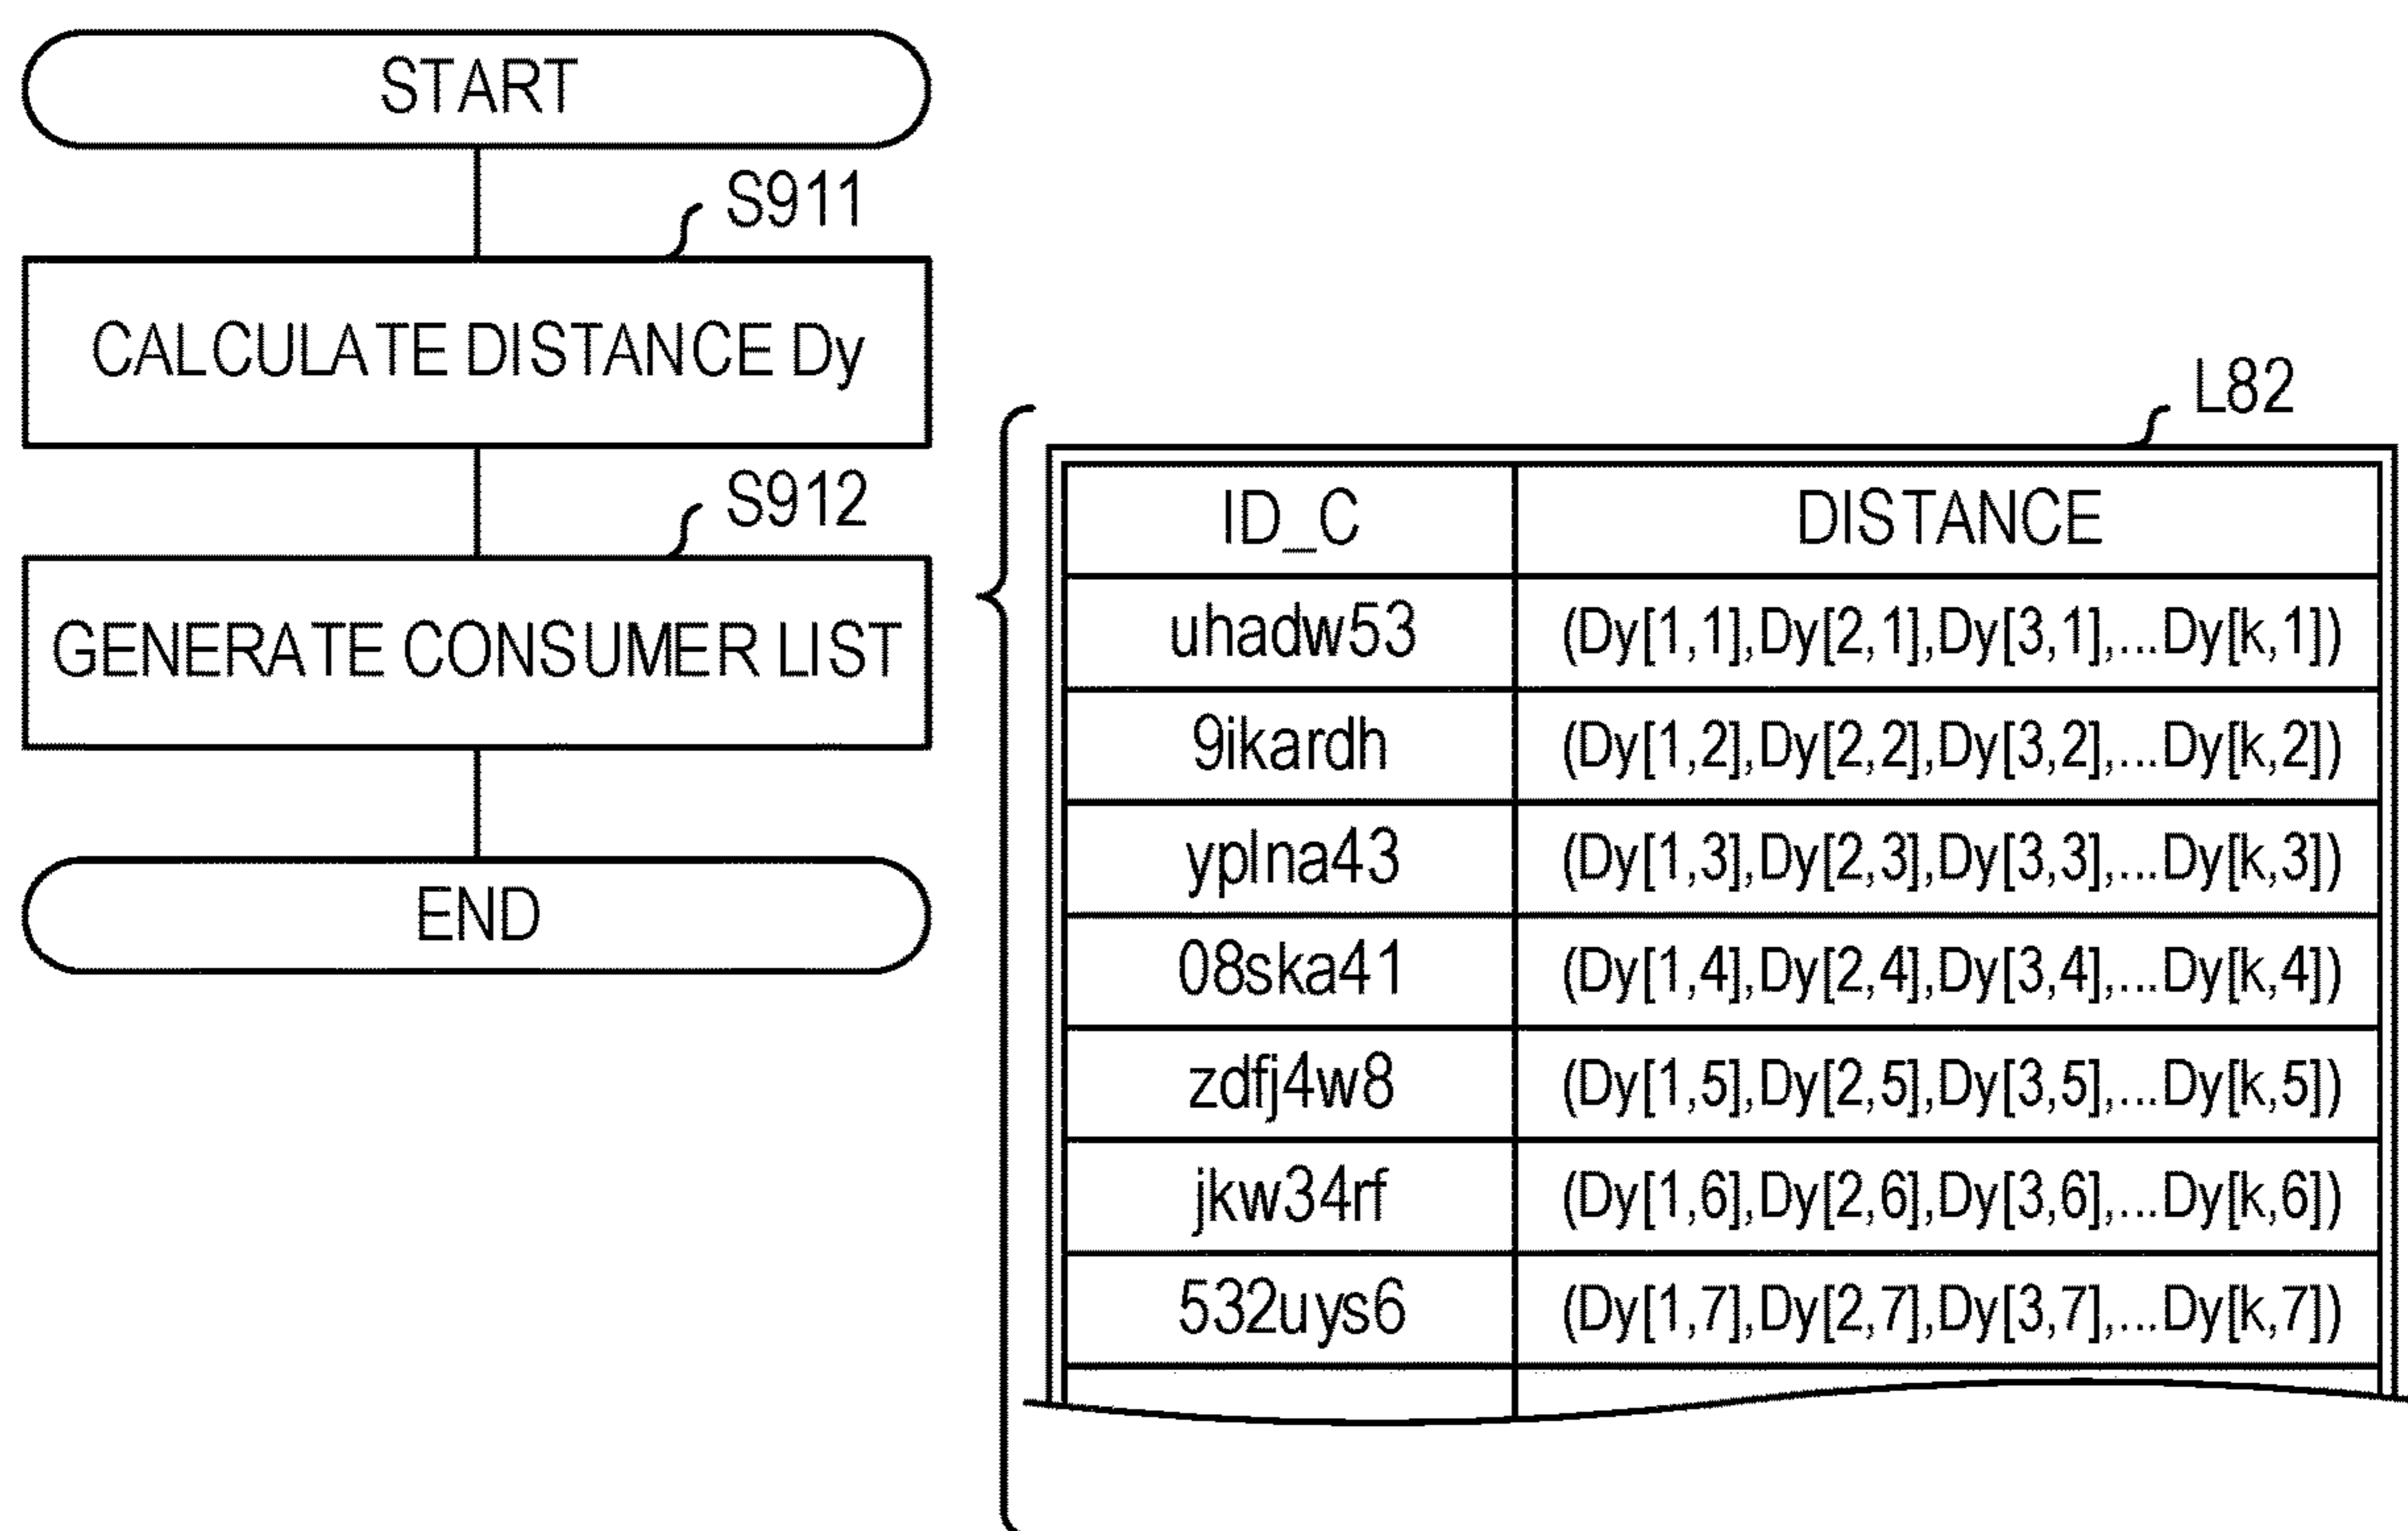 START
S911
CALCULATE DISTANCE Dy
S912
GENERATE CONSUMER LIST
END
L82
ID_C DISTANCE
uhadw53 (Dy[1,1],Dy[2,1],Dy[3,1],...Dy[k,1])
9ikardh (Dy[1,2],Dy[2,2],Dy[3,2],...Dy[k,2])
yplna43 (Dy[1,3],Dy[2,3],Dy[3,3],...Dy[k,3])
08ska41 (Dy[1,4],Dy[2,4],Dy[3,4],...Dy[k,4])
zdfj4w8 (Dy[1,5],Dy[2,5],Dy[3,5],...Dy[k,5])
jkw34rf (Dy[1,6],Dy[2,6],Dy[3,6],...Dy[k,6])
532uys6 (Dy[1,7],Dy[2,7],Dy[3,7],...Dy[k,7])